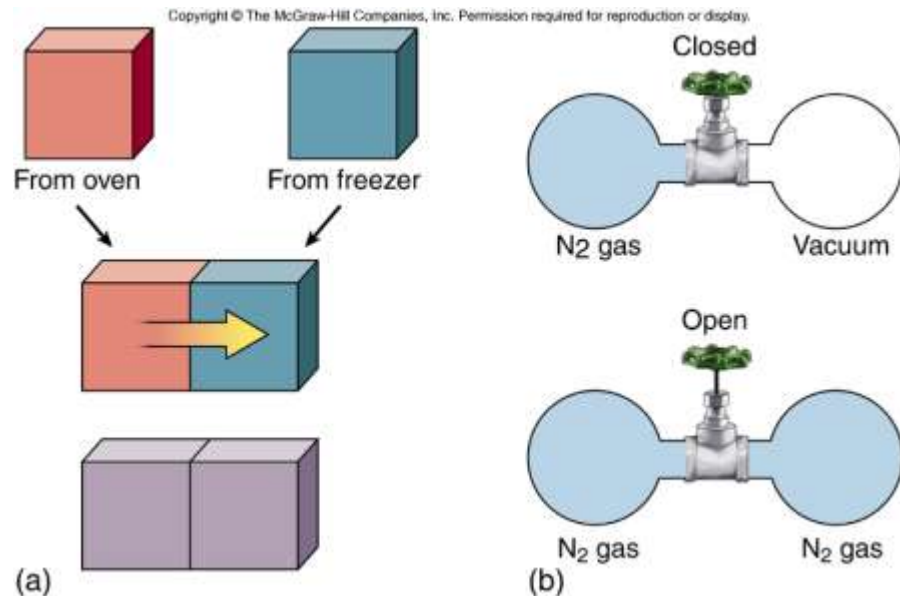 Copyright © The McGraw-Hill Companies, Inc. Permission required for reproduction or display.
From oven
From freezer
(a)
Closed
N2 gas
Vacuum
Open
N2 gas
N2 gas
(b)